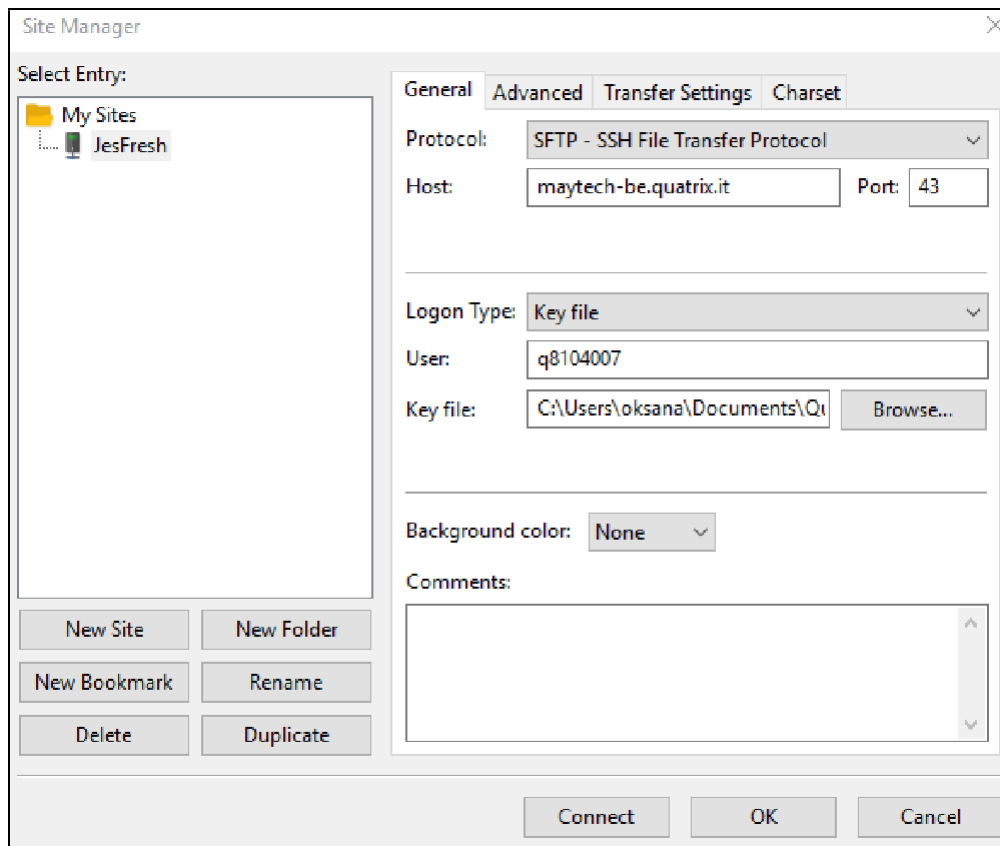 Site Manager
Select Entry:
My Sites
JesFresh
New Site
New Folder
New Bookmark
Rename
Delete
Duplicate
General
Advanced
Transfer Settings
Charset
Protocol:
SFTP - SSH File Transfer Protocol
Host:
maytech-be.quatrix.it
Port:
43
Logon Type:
Key file
User:
q8104007
Key file:
C:\Users\oksana\Documents\Qu
Browse...
Background color:
None
Comments:
Connect
OK
Cancel